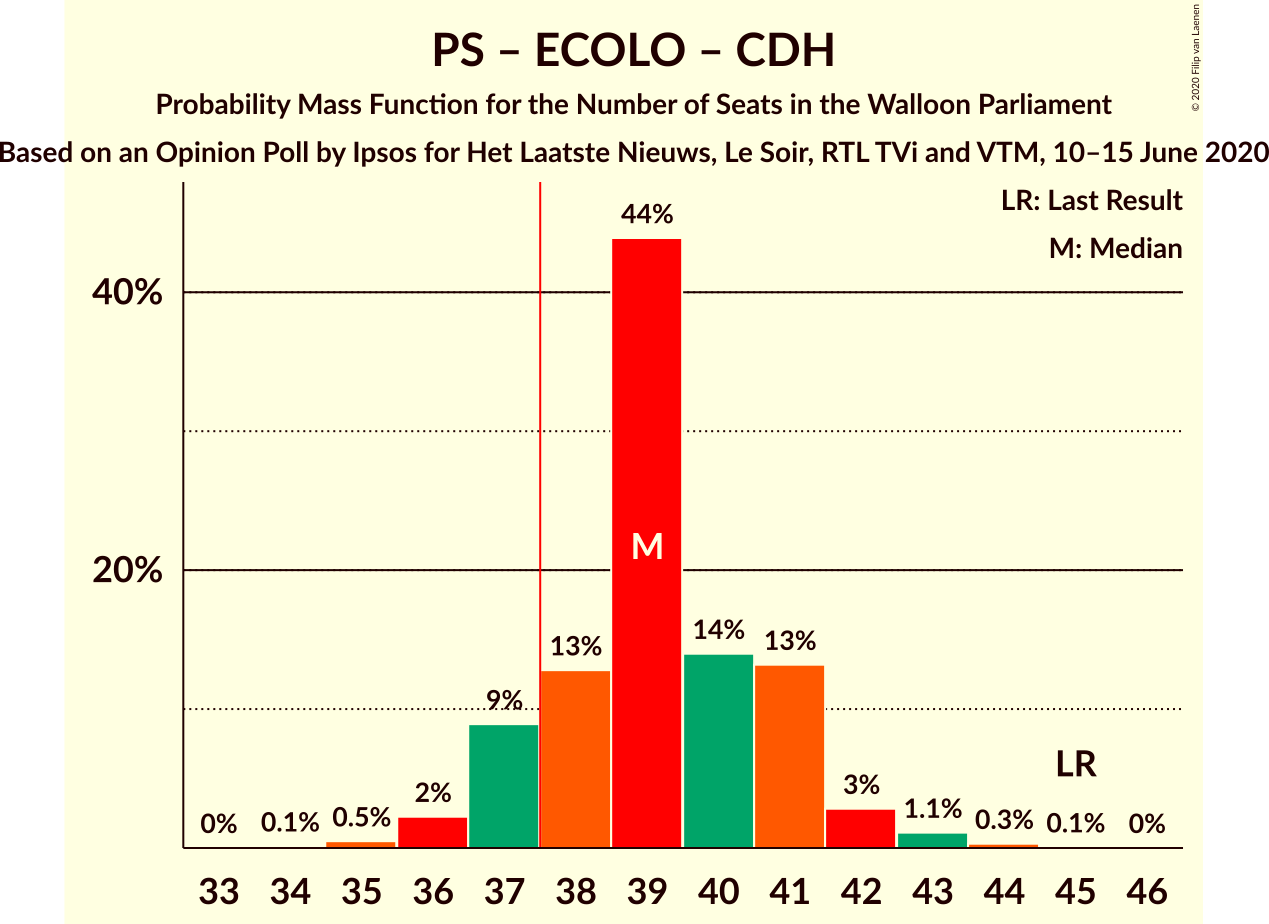 PS – ECOLO – CDH
Probability Mass Function for the Number of Seats in the Walloon Parliament
Based on an Opinion Poll by Ipsos for Het Laatste Nieuws, Le Soir, RTL TVi and VTM, 10–15 June 2020
© 2020 Filip van Laenen
LR: Last Result
M: Median
40%
20%
0% 0.1% 0.5% 2% 9% 13% 44% 14% 13% 3% 1.1% 0.3% 0.1% 0%
M
LR
33 34 35 36 37 38 39 40 41 42 43 44 45 46